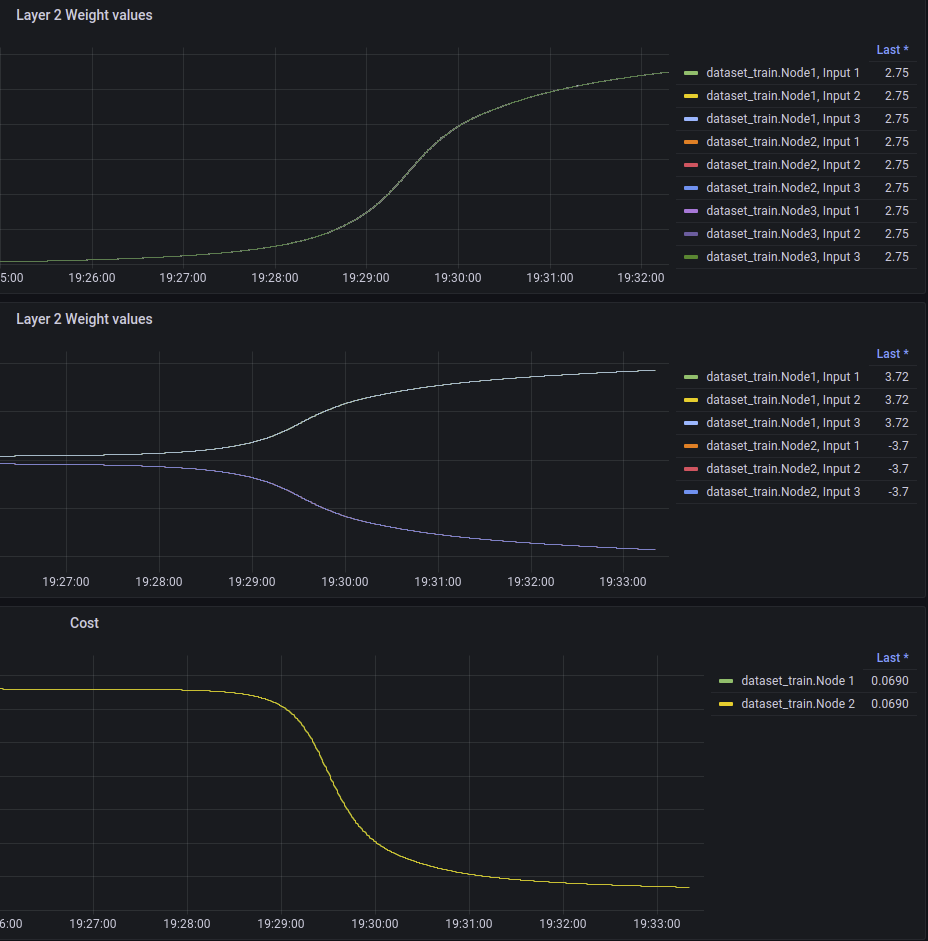 Layer 2 Weight values
Last *
dataset_train.Node1, Input 1 2.75
dataset_train.Node1, Input 2 2.75
dataset_train.Node1, Input 3 2.75
dataset_train.Node2, Input 1 2.75
dataset_train.Node2, Input 2 2.75
dataset_train.Node2, Input 3 2.75
dataset_train.Node3, Input 1 2.75
dataset_train.Node3, Input 2 2.75
dataset_train.Node3, Input 3 2.75
5:00 19:26:00 19:27:00 19:28:00 19:29:00 19:30:00 19:31:00 19:32:00
Layer 2 Weight values
Last *
dataset_train.Node1, Input 1 3.72
dataset_train.Node1, Input 2 3.72
dataset_train.Node1, Input 3 3.72
dataset_train.Node2, Input 1 -3.7
dataset_train.Node2, Input 2 -3.7
dataset_train.Node2, Input 3 -3.7
19:27:00 19:28:00 19:29:00 19:30:00 19:31:00 19:32:00 19:33:00
Cost
Last *
dataset_train.Node 1 0.0690
dataset_train.Node 2 0.0690
6:00 19:27:00 19:28:00 19:29:00 19:30:00 19:31:00 19:32:00 19:33:00